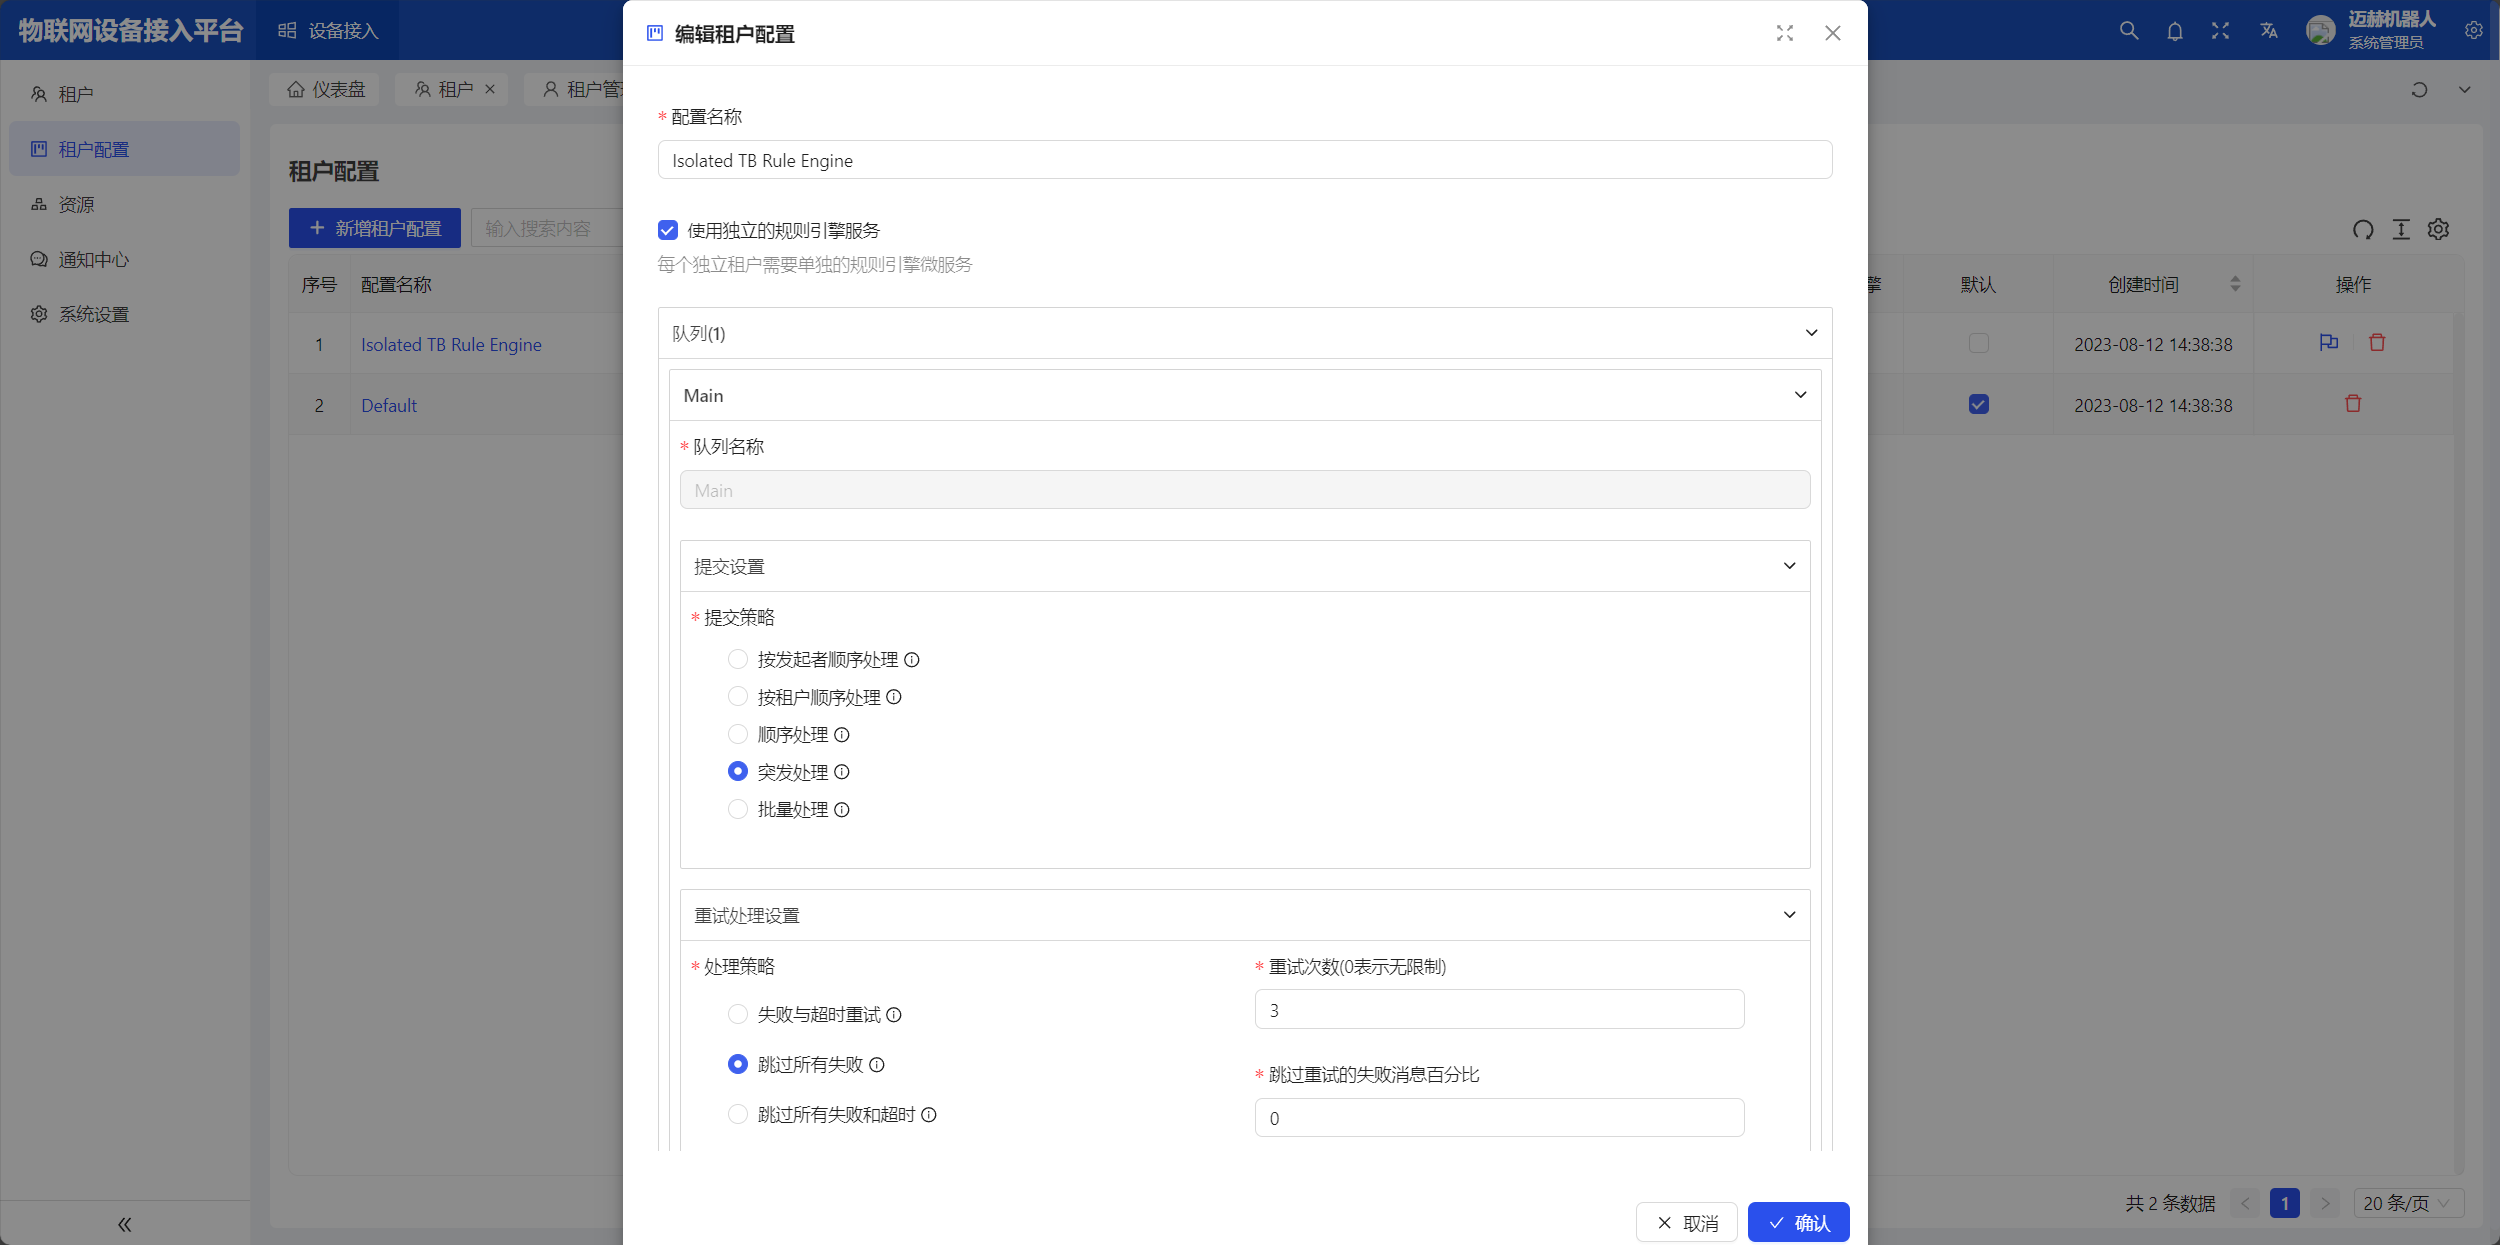 物联网设备接入平台
设备接入
迈赫机器人
系统管理员
租户
租户配置
资源
通知中心
系统设置
仪表盘
租户
租户管
租户配置
新增租户配置
输入搜索内容
序号 配置名称
擎 默认 创建时间 操作
1 Isolated TB Rule Engine 2023-08-12 14:38:38
2 Default 2023-08-12 14:38:38
共 2 条数据
1
20 条/页
编辑租户配置
* 配置名称
Isolated TB Rule Engine
使用独立的规则引擎服务
每个独立租户需要单独的规则引擎微服务
队列(1)
Main
* 队列名称
Main
提交设置
* 提交策略
按发起者顺序处理
按租户顺序处理
顺序处理
突发处理
批量处理
重试处理设置
* 处理策略
失败与超时重试
跳过所有失败
跳过所有失败和超时
* 重试次数(0表示无限制)
3
* 跳过重试的失败消息百分比
0
取消
确认